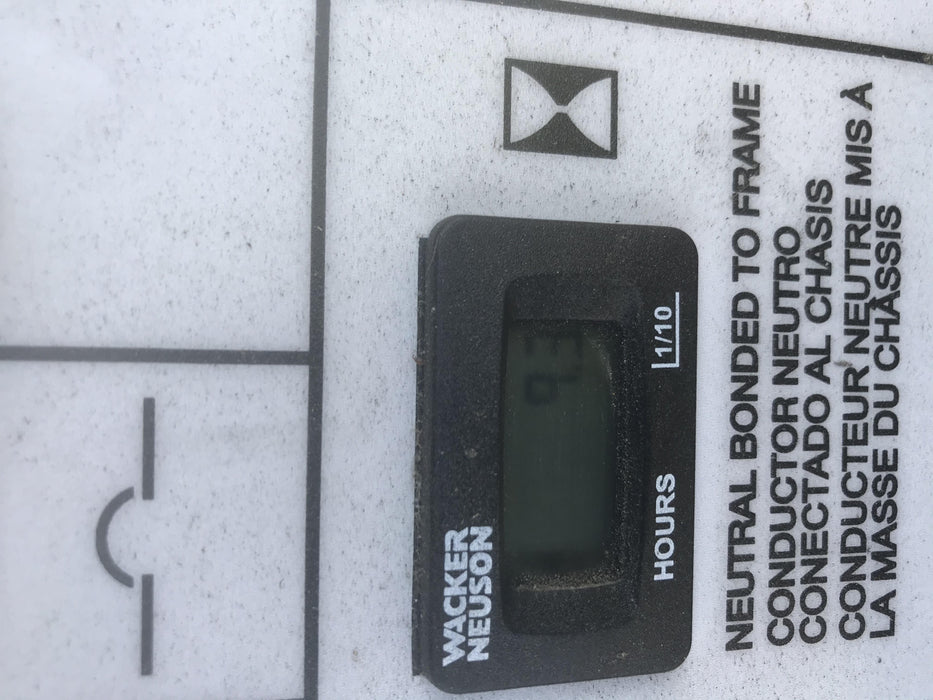 WACKER
NEUSON
HOURS
1/10
NEUTRAL BONDED TO FRAME
CONDUCTOR NEUTRO
CONECTADO AL CHASIS
CONDUCTEUR NEUTRE MIS À
LA MASSE DU CHÂSSIS